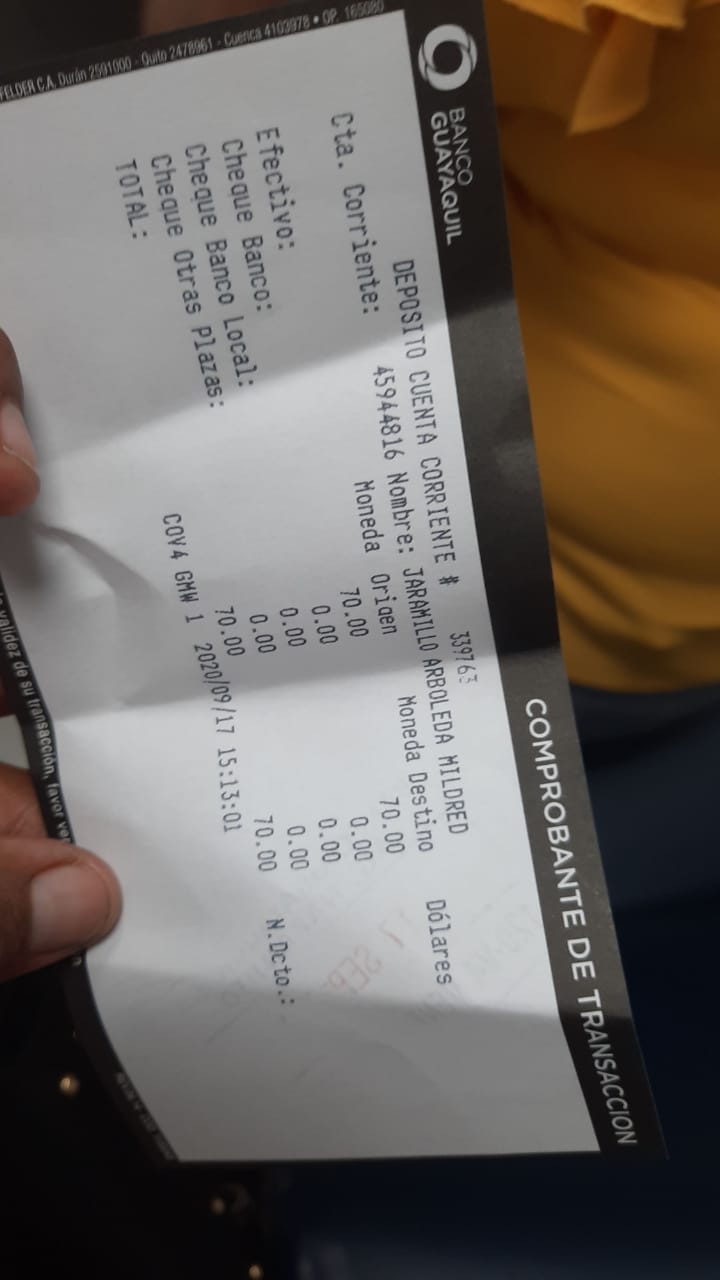 COMPROBANTE DE TRANSACCION
BANCO
GUAYAQUIL
DEPOSITO CUENTA CORRIENTE # 339763
Cta. Corriente: 45944816 Nombre: JARAMILLO ARBOLEDA MILDRED
Moneda Origen Moneda Destino Dólares
Efectivo: 70.00 70.00
Cheque Banco: 0.00 0.00
Cheque Banco Local: 0.00 0.00
Cheque Otras Plazas: 0.00 0.00
TOTAL: 70.00 70.00 N.Dcto.:
COV4 GMW 1 2020/09/17 15:13:01
FELDER C.A. Durán 2591000 - Quito 2478961 - Cuenca 4103978 • OP. 165080
validez de su transacción, favor